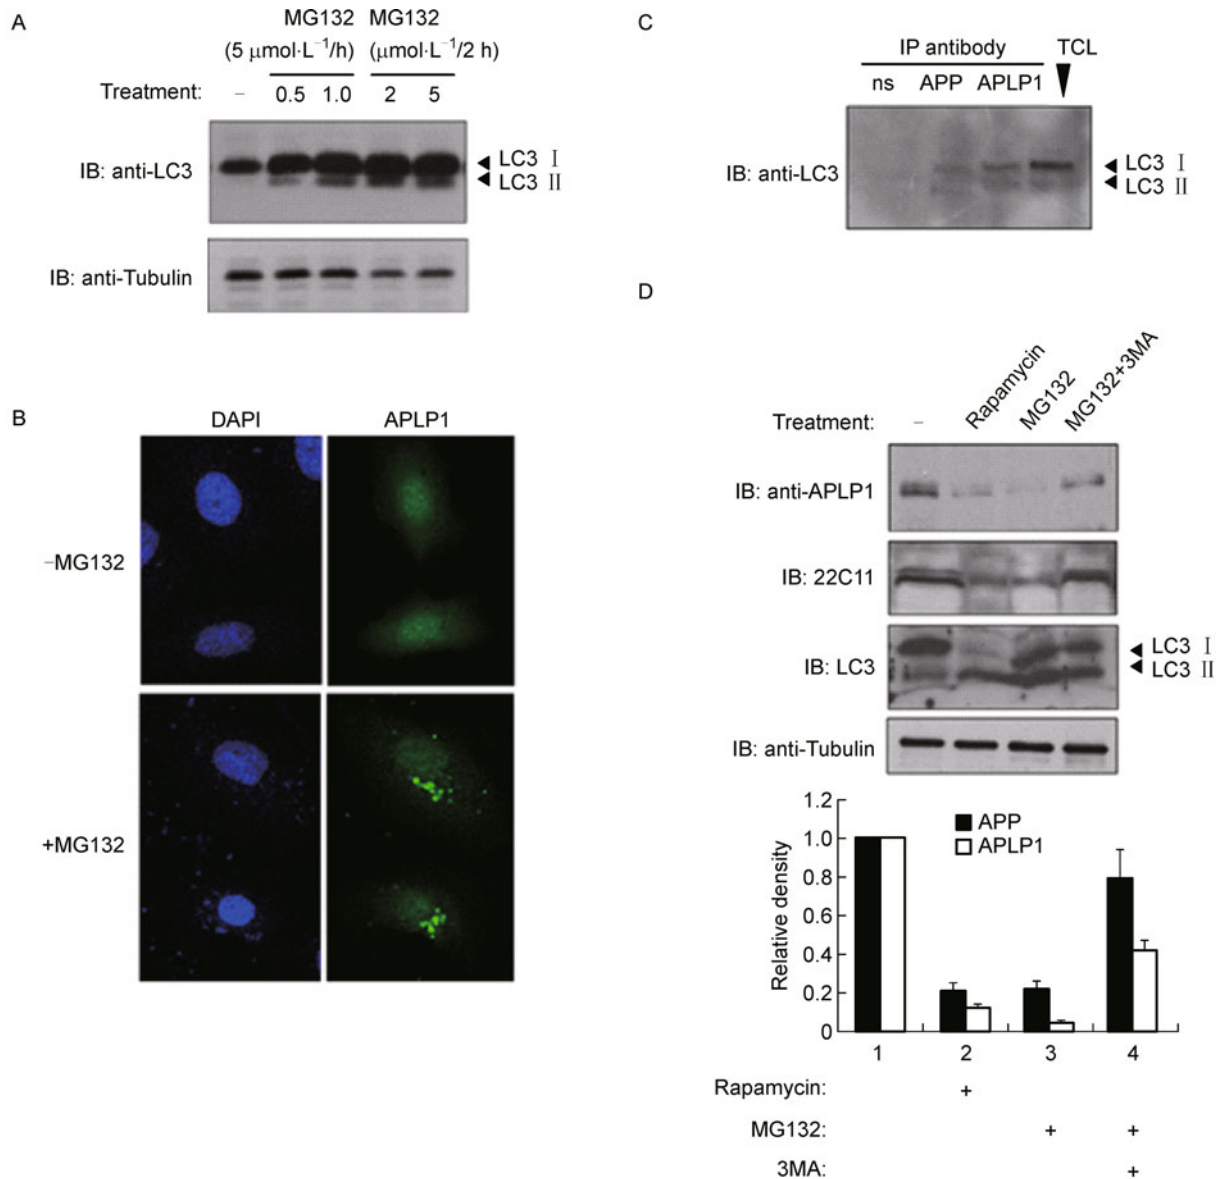 A
MG132 MG132
(5 μmol·L⁻¹/h) (μmol·L⁻¹/2 h)
Treatment: – 0.5 1.0 2 5
IB: anti-LC3
LC3 Ⅰ
LC3 Ⅱ
IB: anti-Tubulin
B
DAPI APLP1
–MG132
+MG132
C
IP antibody TCL
ns APP APLP1
IB: anti-LC3
LC3 Ⅰ
LC3 Ⅱ
D
Treatment: – Rapamycin MG132 MG132+3MA
IB: anti-APLP1
IB: 22C11
IB: LC3
LC3 Ⅰ
LC3 Ⅱ
IB: anti-Tubulin
Relative density
1.2
1.0
0.8
0.4
0.2
0
APP
APLP1
1 2 3 4
Rapamycin: +
MG132: + +
3MA: +